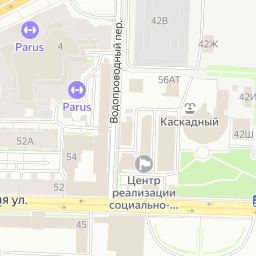 Parus
4
42В
42Ж
Водопроводный пер.
56АТ
Parus
42И
Каскадный
42Ш
52А
54
52
Центр
реализации
социально-...
ая ул.
45